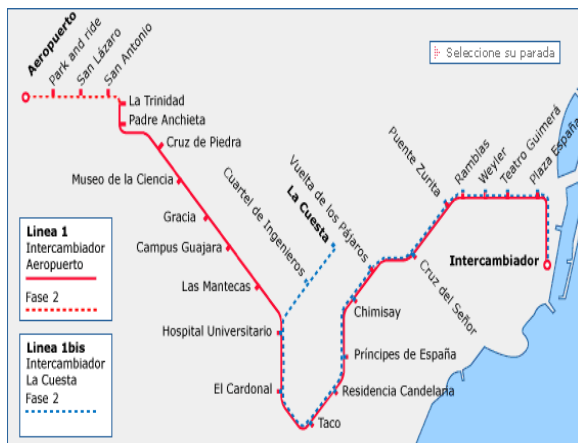 Seleccione su parada
Aeropuerto
Park and ride
San Lázaro
San Antonio
La Trinidad
Padre Anchieta
Cruz de Piedra
Museo de la Ciencia
Gracia
Campus Guajara
Las Mantecas
Hospital Universitario
El Cardonal
Taco
Residencia Candelaria
Príncipes de España
Chimisay
Cuartel de Ingenieros
La Cuesta
Vuelta de los Pájaros
Cruz del Señor
Puente Zurita
Ramblas
Weyler
Teatro Guimerá
Plaza España
Intercambiador
Linea 1
Intercambiador
Aeropuerto
Fase 2
Linea 1bis
Intercambiador
La Cuesta
Fase 2